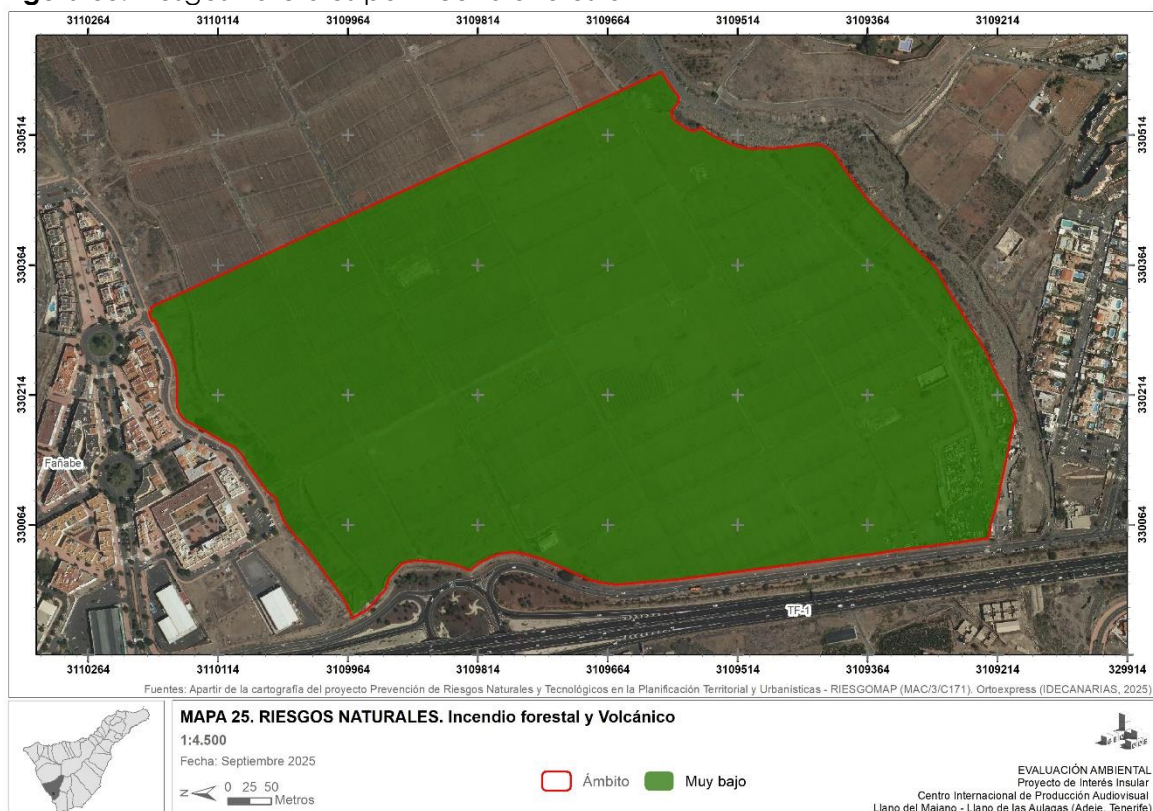 3110264 3110114 3109964 3109814 3109664 3109514 3109364 3109214
330514 330514
330364 330364
330214 330214
Fañabe
330064 330064
TF-1
3110264 3110114 3109964 3109814 3109664 3109514 3109364 3109214 329914
Fuentes: Apartir de la cartografía del proyecto Prevención de Riesgos Naturales y Tecnológicos en la Planificación Territorial y Urbanísticas - RIESGOMAP (MAC/3/C171). Ortoexpress (IDECANARIAS, 2025)
MAPA 25. RIESGOS NATURALES. Incendio forestal y Volcánico
1:4.500
Fecha: Septiembre 2025
Z 0 25 50
Metros
Ámbito Muy bajo
EVALUACIÓN AMBIENTAL
Proyecto de Interés Insular
Centro Internacional de Producción Audiovisual
Llano del Majano - Llano de las Aulagas (Adeje, Tenerife)